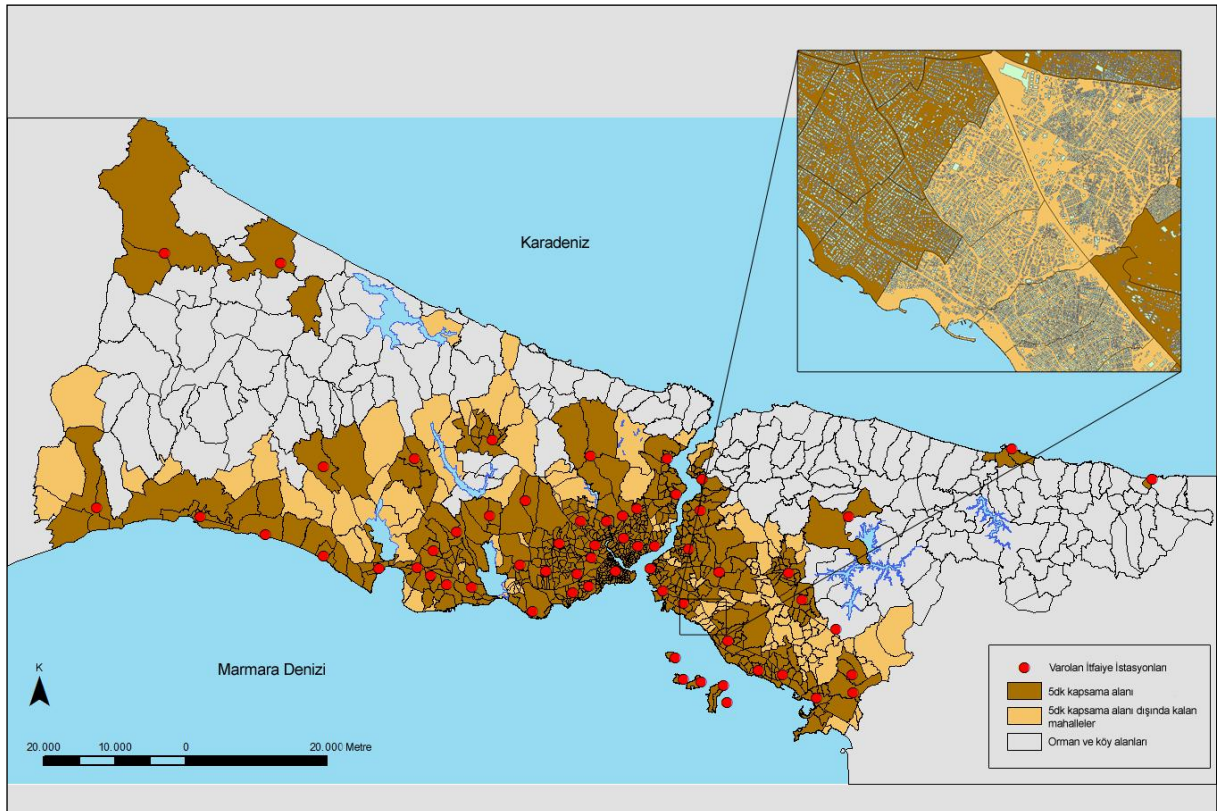 Karadeniz
Marmara Denizi
K
20.000 10.000 0 20.000 Metre
Varolan İtfaiye İstasyonları
5dk kapsama alanı
5dk kapsama alanı dışında kalan
mahalleler
Orman ve köy alanları